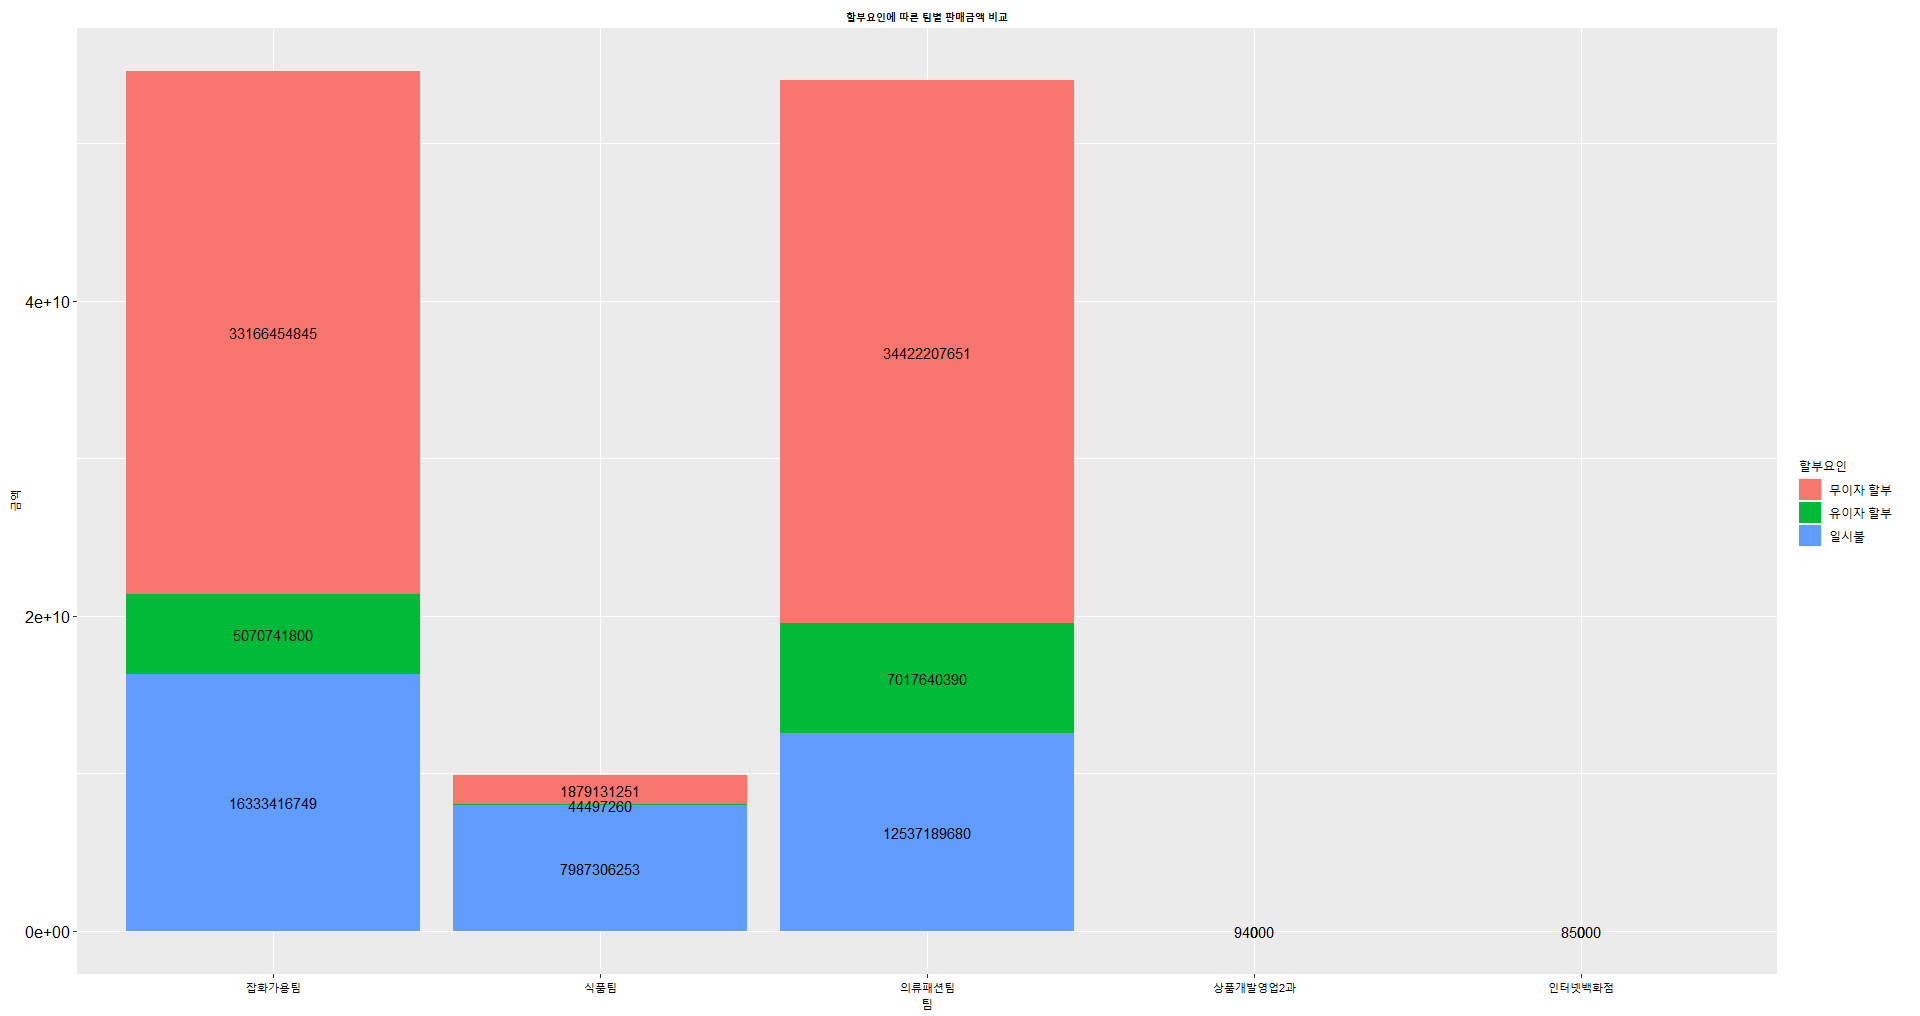 할부요인에 따른 팀별 판매금액 비교
금액
4e+10
2e+10
0e+00
33166454845
5070741800
16333416749
1879131251
44497260
7987306253
34422207651
7017640390
12537189680
94000
85000
잡화가용팀
식품팀
의류패션팀
상품개발영업2과
인터넷백화점
팀
할부요인
무이자 할부
유이자 할부
일시불